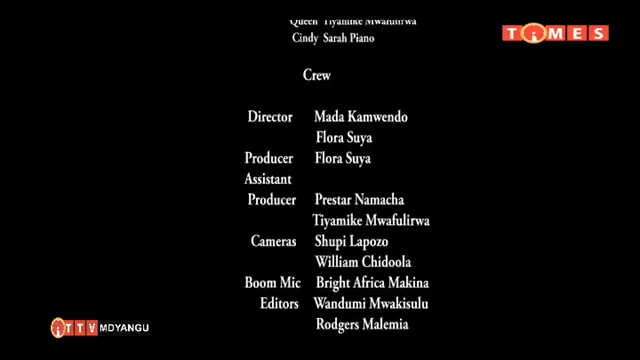 Queen Tiyamike Mwafulirwa
TIMES
Cindy Sarah Piano
Crew
Director Mada Kamwendo
Flora Suya
Producer Flora Suya
Assistant
Producer Prestar Namacha
Tiyamike Mwafulirwa
Cameras Shupi Lapozo
William Chidoola
Boom Mic Bright Africa Makina
Editors Wandumi Mwakisulu
Rodgers Malemia
TTV MDYANGU